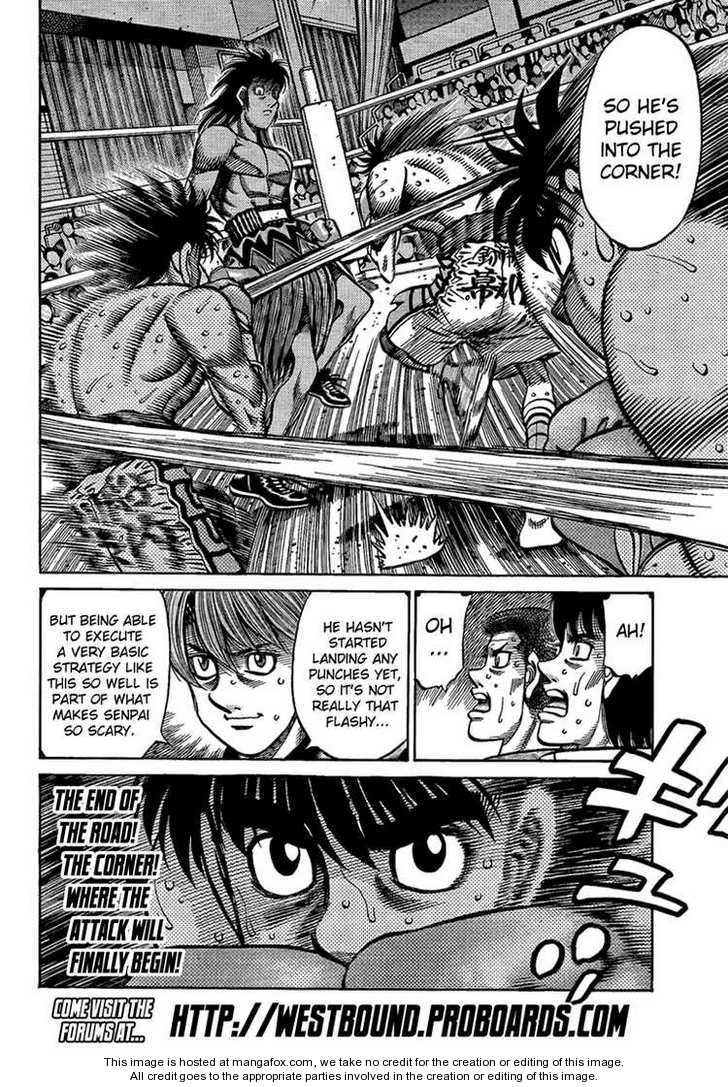 SO HE'S
PUSHED
INTO THE
CORNER!
AH!
OH
...
HE HASN'T
STARTED
LANDING ANY
PUNCHES YET,
SO IT'S NOT
REALLY THAT
FLASHY...
BUT BEING ABLE
TO EXECUTE
A VERY BASIC
STRATEGY LIKE
THIS SO WELL IS
PART OF WHAT
MAKES SENPAI
SO SCARY.
ギュ
THE END OF
THE ROAD!
THE CORNER!
WHERE THE
ATTACK WILL
FINALLY BEGIN!
COME VISIT THE
FORUMS AT...
HTTP://WESTBOUND.PROBOARDS.COM
This image is hosted at mangafox.com, we take no credit for the creation or editing of this image.
All credit goes to the appropriate parties involved in the creation or editing of this image.